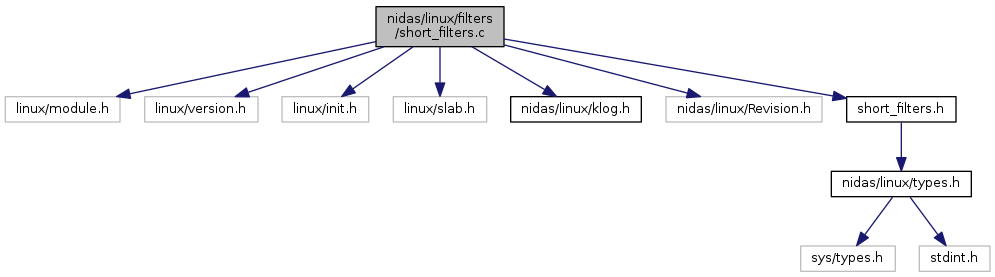 nidas/linux/filters
/short_filters.c
linux/module.h
linux/version.h
linux/init.h
linux/slab.h
nidas/linux/klog.h
nidas/linux/Revision.h
short_filters.h
nidas/linux/types.h
sys/types.h
stdint.h